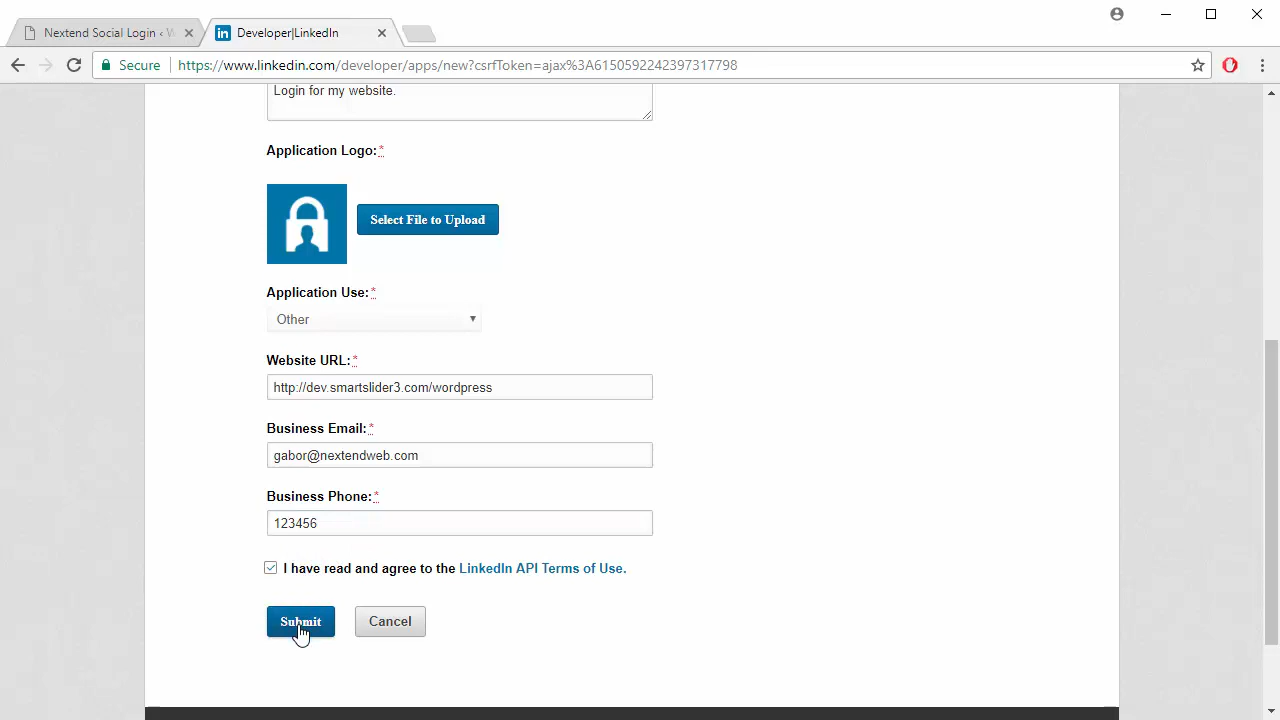 Nextend Social Login ‹ W
Developer|LinkedIn
Secure
https://www.linkedin.com/developer/apps/new?csrfToken=ajax%3A6150592242397317798
Login for my website.
Application Logo:*
Select File to Upload
Application Use:*
Other
Website URL:*
http://dev.smartslider3.com/wordpress
Business Email:*
gabor@nextendweb.com
Business Phone:*
123456
I have read and agree to the LinkedIn API Terms of Use.
Submit
Cancel